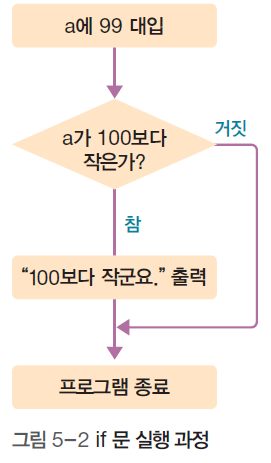 a에 99 대입
a가 100보다
작은가?
거짓
참
“100보다 작군요.” 출력
프로그램 종료
그림 5-2 if 문 실행 과정